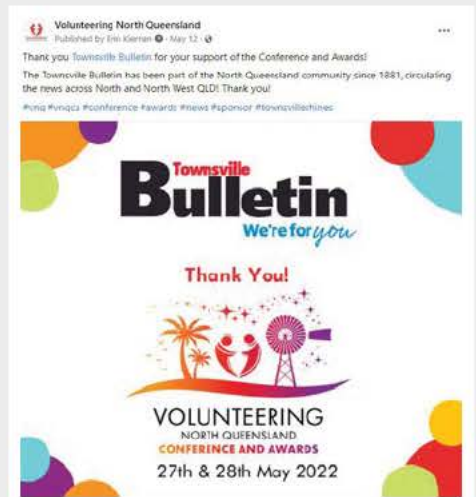 Volunteering North Queensland
Published by Erin Kiernan · May 12 ·
Thank you Townsville Bulletin for your support of the Conference and Awards!
The Townsville Bulletin has been part of the North Queensland community since 1881, circulating
the news across North and North West QLD! Thank you!
#vnq #vnqca #conference #awards #news #sponsor #townsvilleshines
Townsville
Bulletin
We're for you
Thank You!
VOLUNTEERING
NORTH QUEENSLAND
CONFERENCE AND AWARDS
27th & 28th May 2022